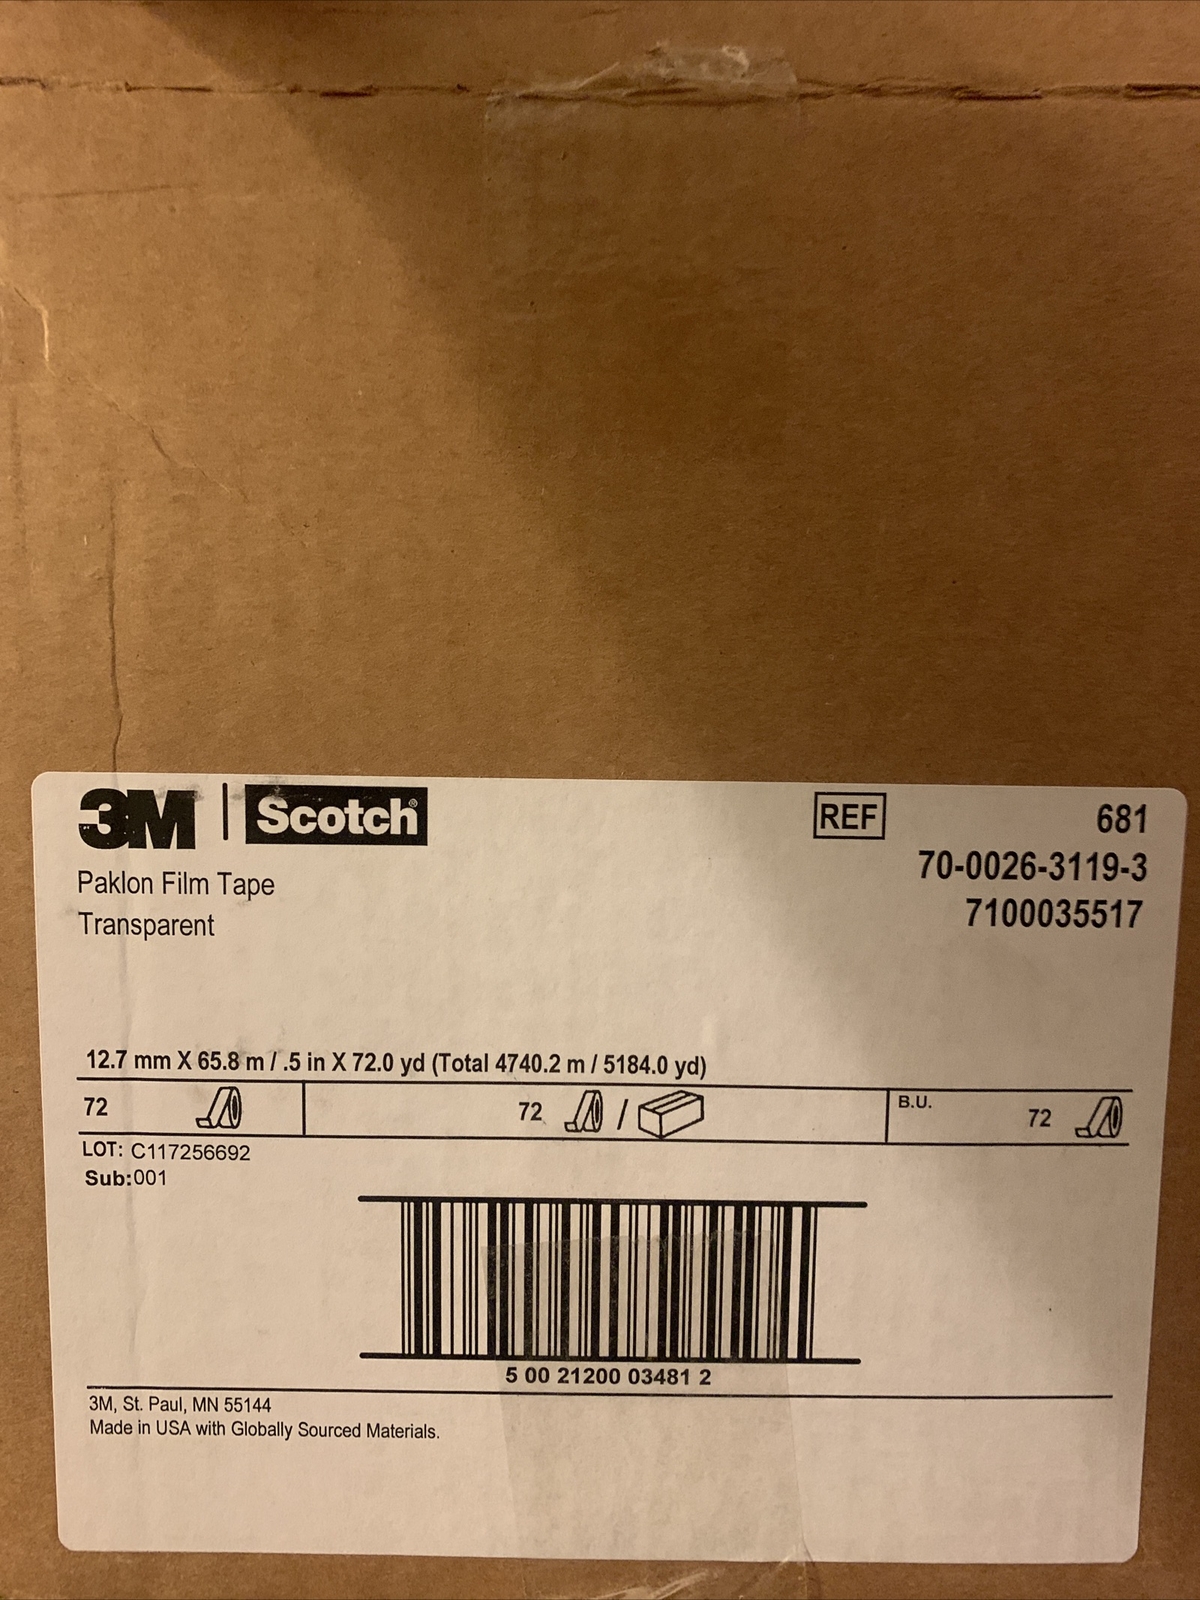 3M | Scotch®
Paklon Film Tape
Transparent
REF 681
70-0026-3119-3
7100035517
12.7 mm X 65.8 m / .5 in X 72.0 yd (Total 4740.2 m / 5184.0 yd)
72 72 / B.U. 72
LOT: C117256692
Sub:001
5 00 21200 03481 2
3M, St. Paul, MN 55144
Made in USA with Globally Sourced Materials.